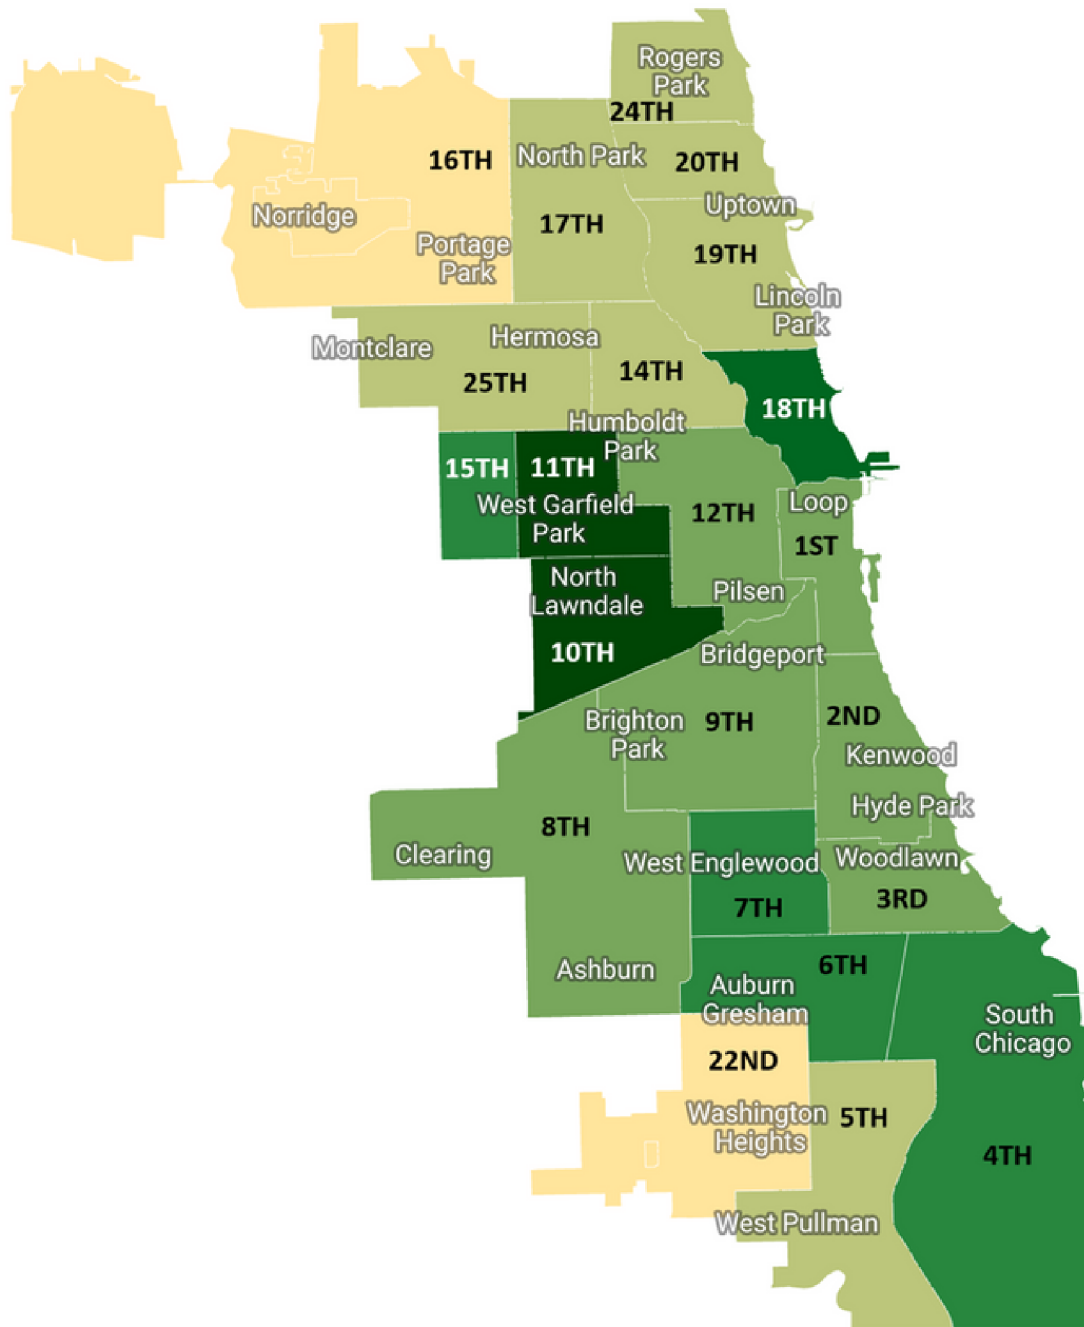 Rogers
Park
24TH
North Park
20TH
16TH
Uptown
Norridge
17TH
Portage
Park
19TH
Lincoln
Park
Montclare
Hermosa
25TH
14TH
18TH
Humboldt
Park
15TH
11TH
West Garfield
Park
12TH
Loop
1ST
North
Lawndale
Pilsen
10TH
Bridgeport
Brighton
Park
9TH
2ND
Kenwood
Hyde Park
8TH
Clearing
West Englewood
Woodlawn
7TH
3RD
Ashburn
6TH
Auburn
Gresham
South
Chicago
22ND
Washington
Heights
5TH
4TH
West Pullman